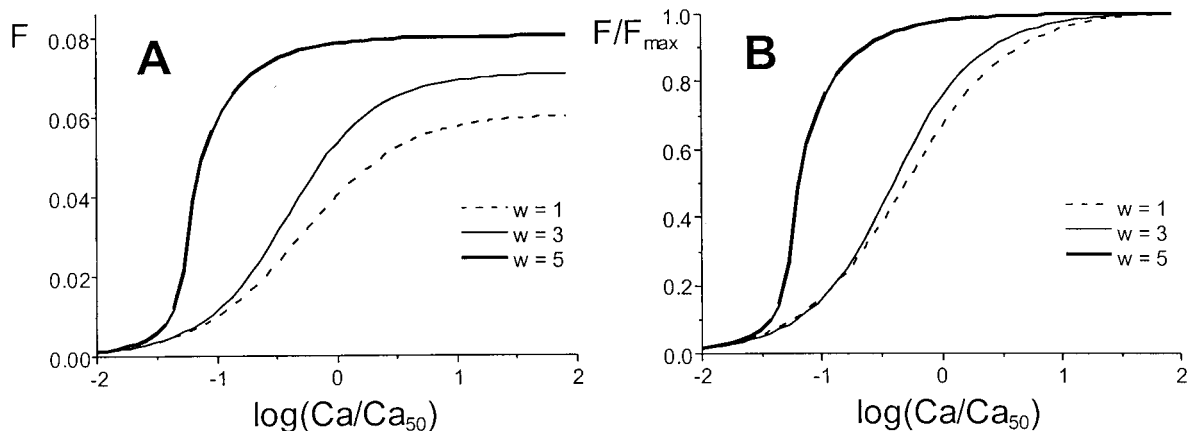 F
A
0.08
0.06
0.04
0.02
0.00
w = 1
w = 3
w = 5
-2
-1
0
1
2
log(Ca/Ca50)
F/Fmax
B
1.0
0.8
0.6
0.4
0.2
0.0
w = 1
w = 3
w = 5
-2
-1
0
1
2
log(Ca/Ca50)